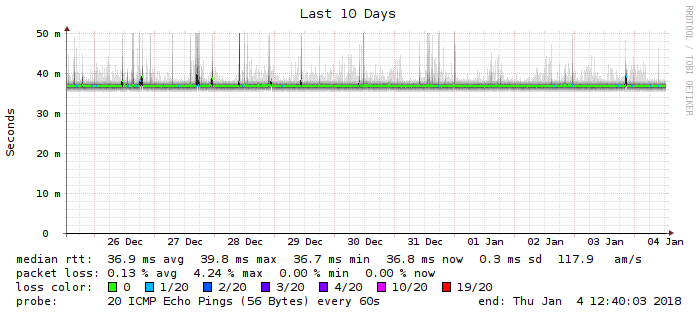 Last 10 Days
RRDTOOL / TOBI OETIKER
Seconds
50 m
40 m
30 m
20 m
10 m
0
26 Dec 27 Dec 28 Dec 29 Dec 30 Dec 31 Dec 01 Jan 02 Jan 03 Jan 04 Jan
median rtt: 36.9 ms avg 39.8 ms max 36.7 ms min 36.8 ms now 0.3 ms sd 117.9 am/s
packet loss: 0.13 % avg 4.24 % max 0.00 % min 0.00 % now
loss color: 0 1/20 2/20 3/20 4/20 10/20 19/20
probe: 20 ICMP Echo Pings (56 Bytes) every 60s end: Thu Jan 4 12:40:03 2018